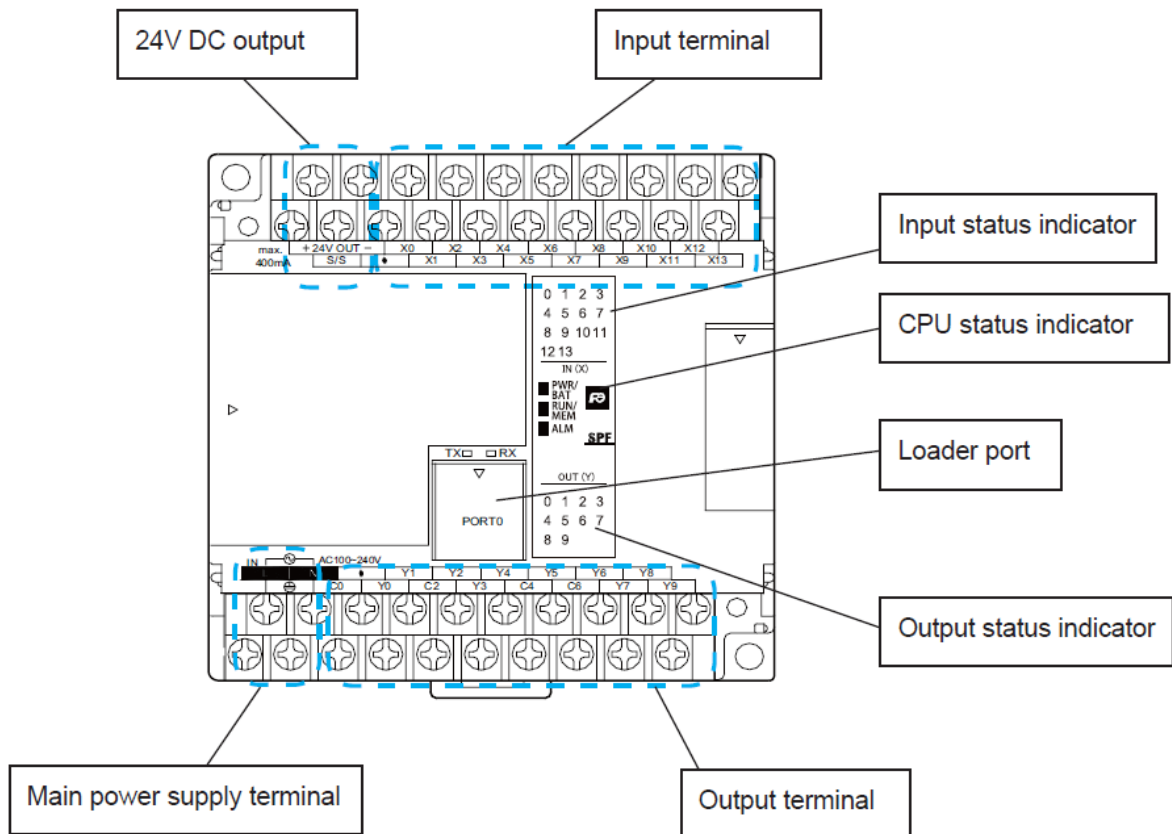 24V DC output
Input terminal
max.
400mA
+ 24V OUT − X0 X2 X4 X6 X8 X10 X12
S/S • X1 X3 X5 X7 X9 X11 X13
Input status indicator
0 1 2 3
4 5 6 7
8 9 10 11
12 13
IN (X)
CPU status indicator
PWR/
BAT
RUN/
MEM
ALM
SPF
Loader port
TX RX
OUT (Y)
PORT0
0 1 2 3
4 5 6 7
8 9
Output status indicator
IN AC100-240V
• Y1 Y2 Y4 Y5 Y6 Y8
C0 Y0 C2 Y3 C4 C6 Y7 Y9
Main power supply terminal
Output terminal